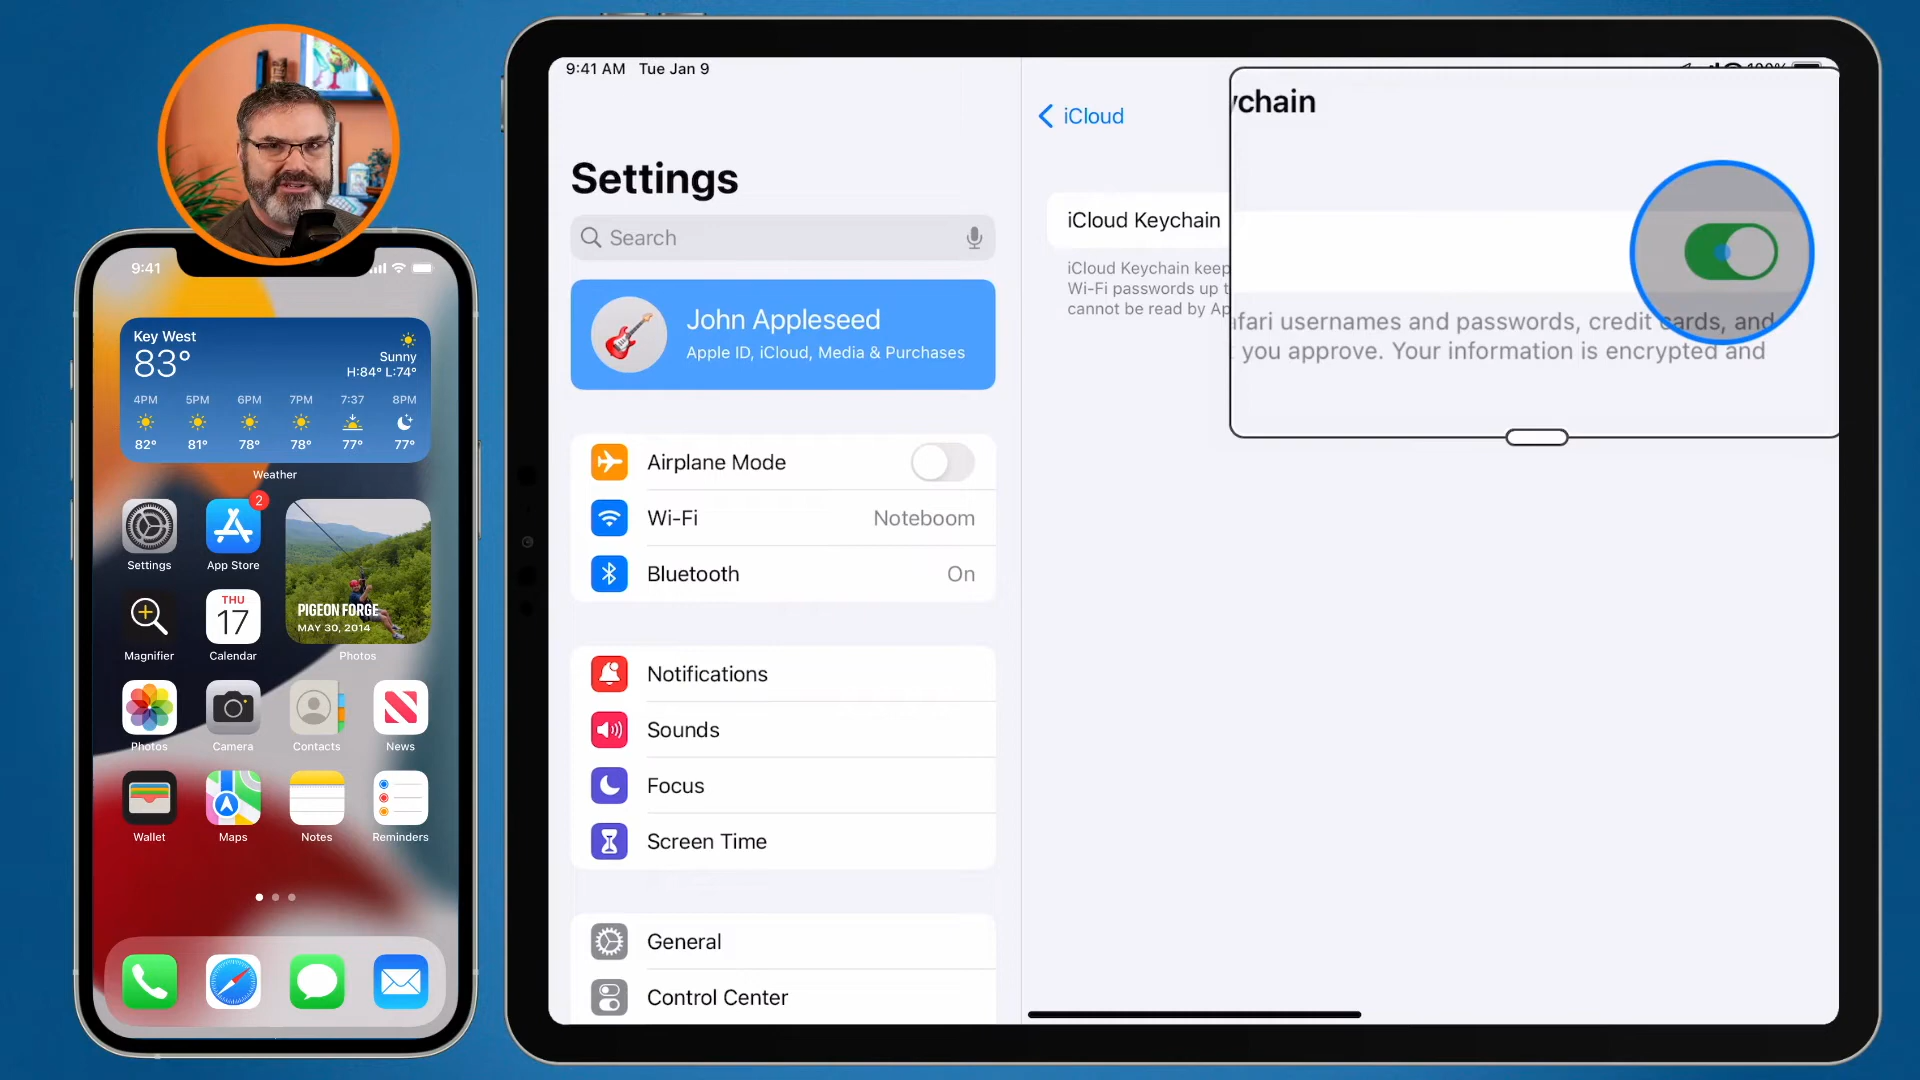 9:41
Key West
83°
Sunny
H:84° L:74°
4PM 5PM 6PM 7PM 7:37 8PM
82° 81° 78° 78° 77° 77°
Weather
2
Settings App Store
PIGEON FORGE
MAY 30, 2014
THU
17
Magnifier Calendar Photos
Photos Camera Contacts News
Wallet Maps Notes Reminders
9:41 AM Tue Jan 9
Settings
Search
John Appleseed
Apple ID, iCloud, Media & Purchases
Airplane Mode
Wi-Fi Noteboom
Bluetooth On
Notifications
Sounds
Focus
Screen Time
General
Control Center
iCloud
iCloud Keychain
iCloud Keychain keep
Wi-Fi passwords up t
cannot be read by Ap
100%
ychain
afari usernames and passwords, credit cards, and
t you approve. Your information is encrypted and